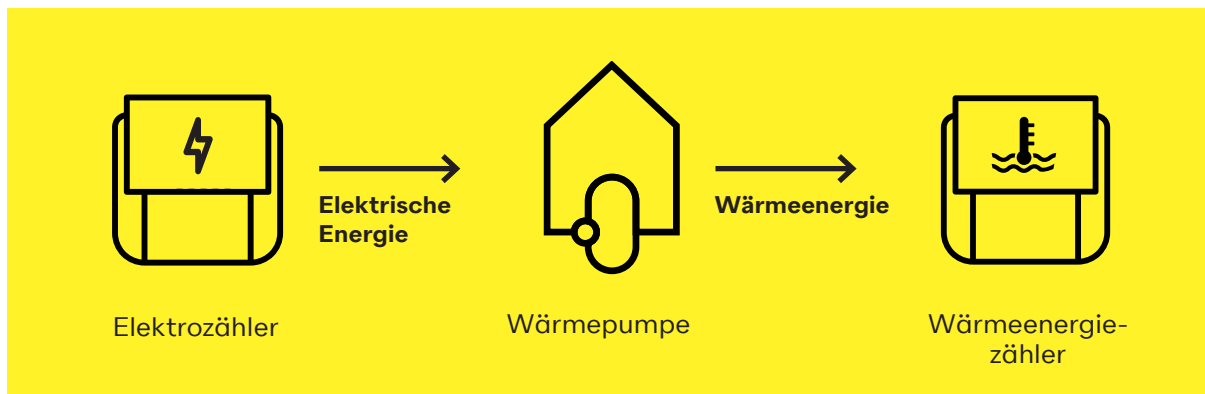 Elektrische
Energie
Wärmeenergie
Elektrozähler
Wärmepumpe
Wärmeenergie-
zähler